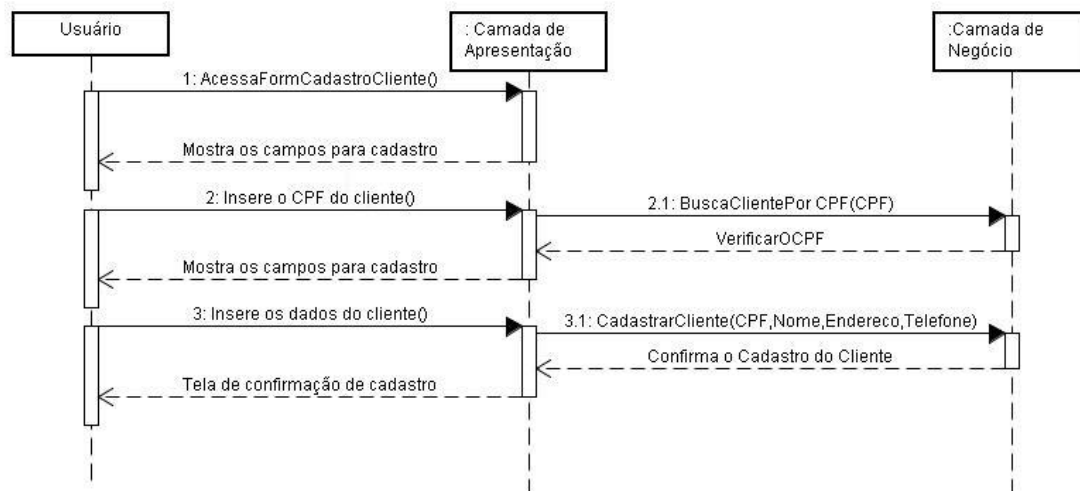 Usuário
: Camada de
Apresentação
:Camada de
Negócio
1: AcessaFormCadastroCliente()
Mostra os campos para cadastro
2: Insere o CPF do cliente()
2.1: BuscaClientePor CPF(CPF)
VerificarOCPF
Mostra os campos para cadastro
3: Insere os dados do cliente()
3.1: CadastrarCliente(CPF,Nome,Endereco,Telefone)
Confirma o Cadastro do Cliente
Tela de confirmação de cadastro